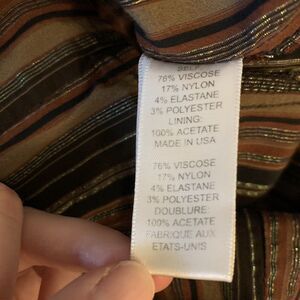 SELF
76% VISCOSE
17% NYLON
4% ELASTANE
3% POLYESTER
LINING:
100% ACETATE
MADE IN USA
76% VISCOSE
17% NYLON
4% ELASTANE
3% POLYESTER
DOUBLURE
100% ACETATE
FABRIQUE AUX
ETATS-UNIS